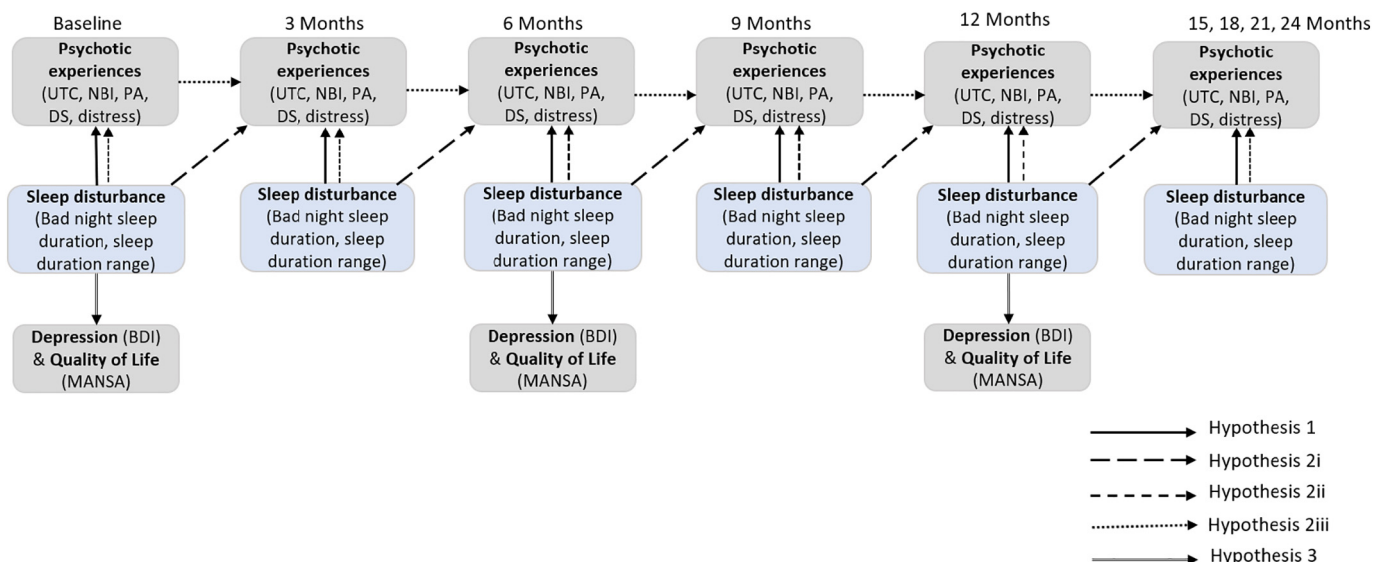 Baseline
3 Months
6 Months
9 Months
12 Months
15, 18, 21, 24 Months
Psychotic
experiences
(UTC, NBI, PA,
DS, distress)
Psychotic
experiences
(UTC, NBI, PA,
DS, distress)
Psychotic
experiences
(UTC, NBI, PA,
DS, distress)
Psychotic
experiences
(UTC, NBI, PA,
DS, distress)
Psychotic
experiences
(UTC, NBI, PA,
DS, distress)
Psychotic
experiences
(UTC, NBI, PA,
DS, distress)
Sleep disturbance
(Bad night sleep
duration, sleep
duration range)
Sleep disturbance
(Bad night sleep
duration, sleep
duration range)
Sleep disturbance
(Bad night sleep
duration, sleep
duration range)
Sleep disturbance
(Bad night sleep
duration, sleep
duration range)
Sleep disturbance
(Bad night sleep
duration, sleep
duration range)
Sleep disturbance
(Bad night sleep
duration, sleep
duration range)
Depression (BDI)
& Quality of Life
(MANSA)
Depression (BDI)
& Quality of Life
(MANSA)
Depression (BDI)
& Quality of Life
(MANSA)
Hypothesis 1
Hypothesis 2i
Hypothesis 2ii
Hypothesis 2iii
Hypothesis 3